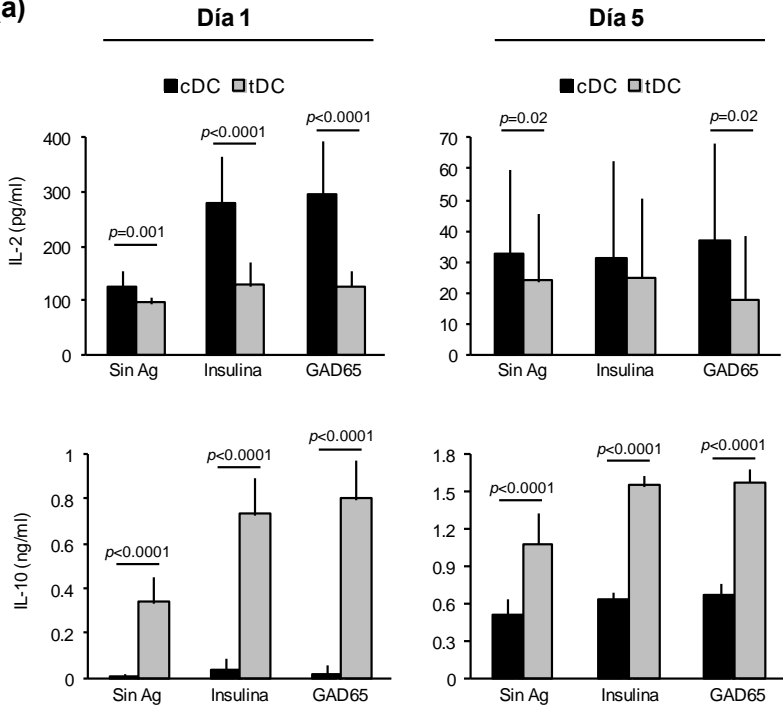 a)
Día 1
Día 5
cDC tDC
cDC tDC
IL-2 (pg/ml)
400
300
200
100
0
p=0.001
p<0.0001
p<0.0001
Sin Ag Insulina GAD65
70
60
50
40
30
20
10
0
p=0.02
p=0.02
Sin Ag Insulina GAD65
IL-10 (ng/ml)
1
0.8
0.6
0.4
0.2
0
p<0.0001
p<0.0001
p<0.0001
Sin Ag Insulina GAD65
1.8
1.5
1.2
0.9
0.6
0.3
0
p<0.0001
p<0.0001
p<0.0001
Sin Ag Insulina GAD65